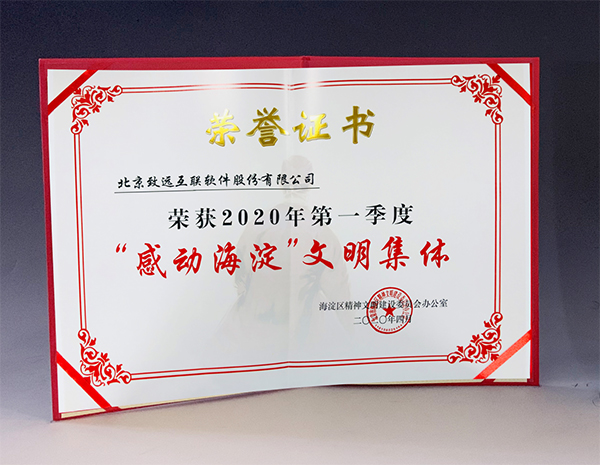 荣誉证书
北京致远互联软件股份有限公司
荣获2020年第一季度
“感动海淀”文明集体
海淀区精神文明建设委员会办公室
二〇二〇年四月